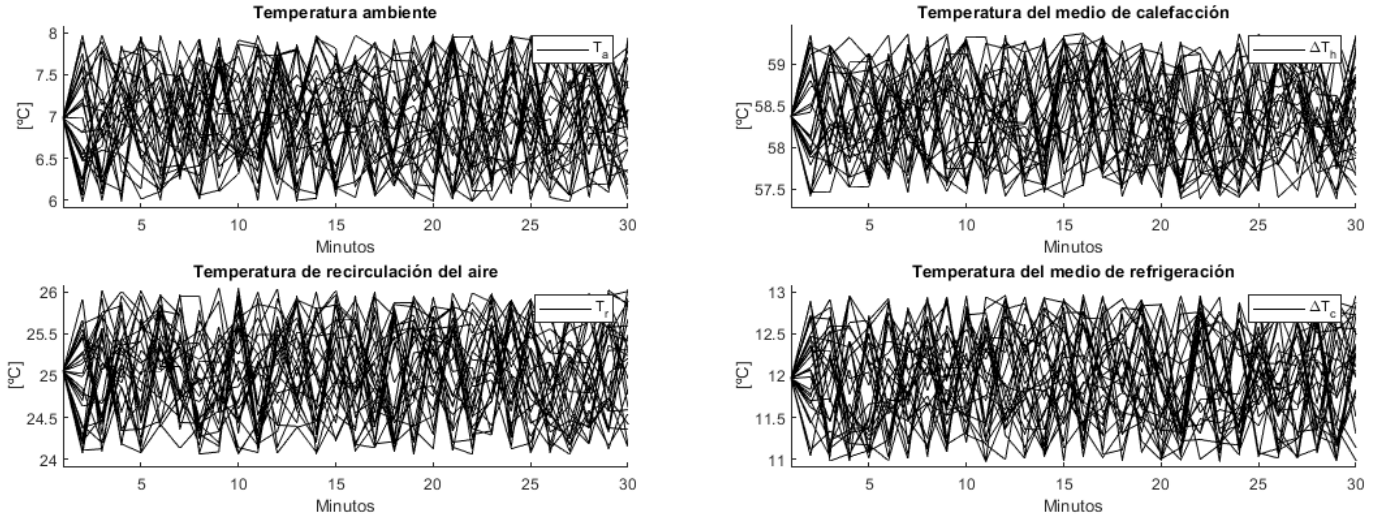 Temperatura ambiente
8
7.5
7
6.5
6
[ºC]
T_a
5 10 15 20 25 30
Minutos
Temperatura del medio de calefacción
59
58.5
58
57.5
[ºC]
ΔT_h
5 10 15 20 25 30
Minutos
Temperatura de recirculación del aire
26
25.5
25
24.5
24
[ºC]
T_r
5 10 15 20 25 30
Minutos
Temperatura del medio de refrigeración
13
12.5
12
11.5
11
[ºC]
ΔT_c
5 10 15 20 25 30
Minutos